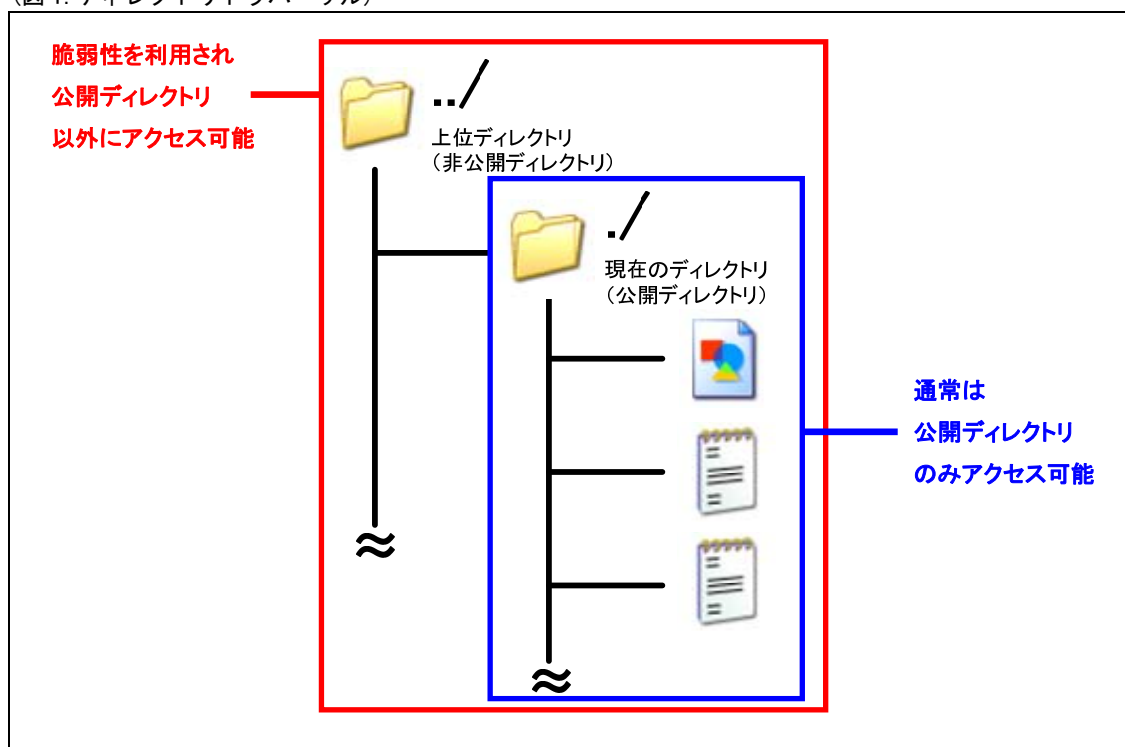 脆弱性を利用され
公開ディレクトリ
以外にアクセス可能
../
上位ディレクトリ
（非公開ディレクトリ）
./
現在のディレクトリ
（公開ディレクトリ）
通常は
公開ディレクトリ
のみアクセス可能